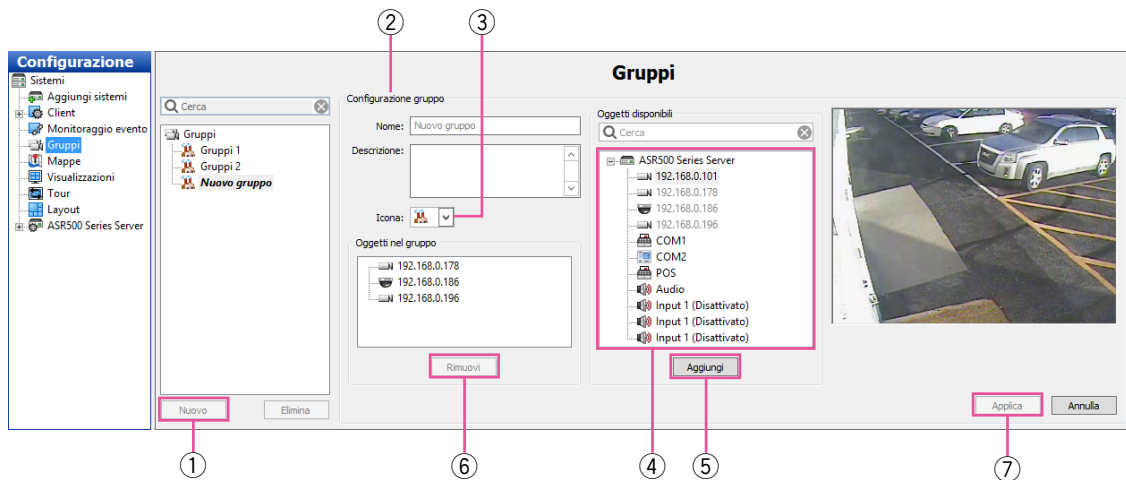 ② ③
Configurazione
Sistemi
Aggiungi sistemi
Client
Monitoraggio evento
Gruppi
Mappe
Visualizzazioni
Tour
Layout
ASR500 Series Server
Gruppi
Cerca
Gruppi
Gruppi 1
Gruppi 2
Nuovo gruppo
Nuovo
Elimina
Configurazione gruppo
Nome: Nuovo gruppo
Descrizione:
Icona:
Oggetti nel gruppo
192.168.0.178
192.168.0.186
192.168.0.196
Rimuovi
Oggetti disponibili
Cerca
ASR500 Series Server
192.168.0.101
192.168.0.178
192.168.0.186
192.168.0.196
COM1
COM2
POS
Audio
Input 1 (Disattivato)
Input 1 (Disattivato)
Input 1 (Disattivato)
Aggiungi
Applica
Annulla
① ⑥ ④ ⑤ ⑦